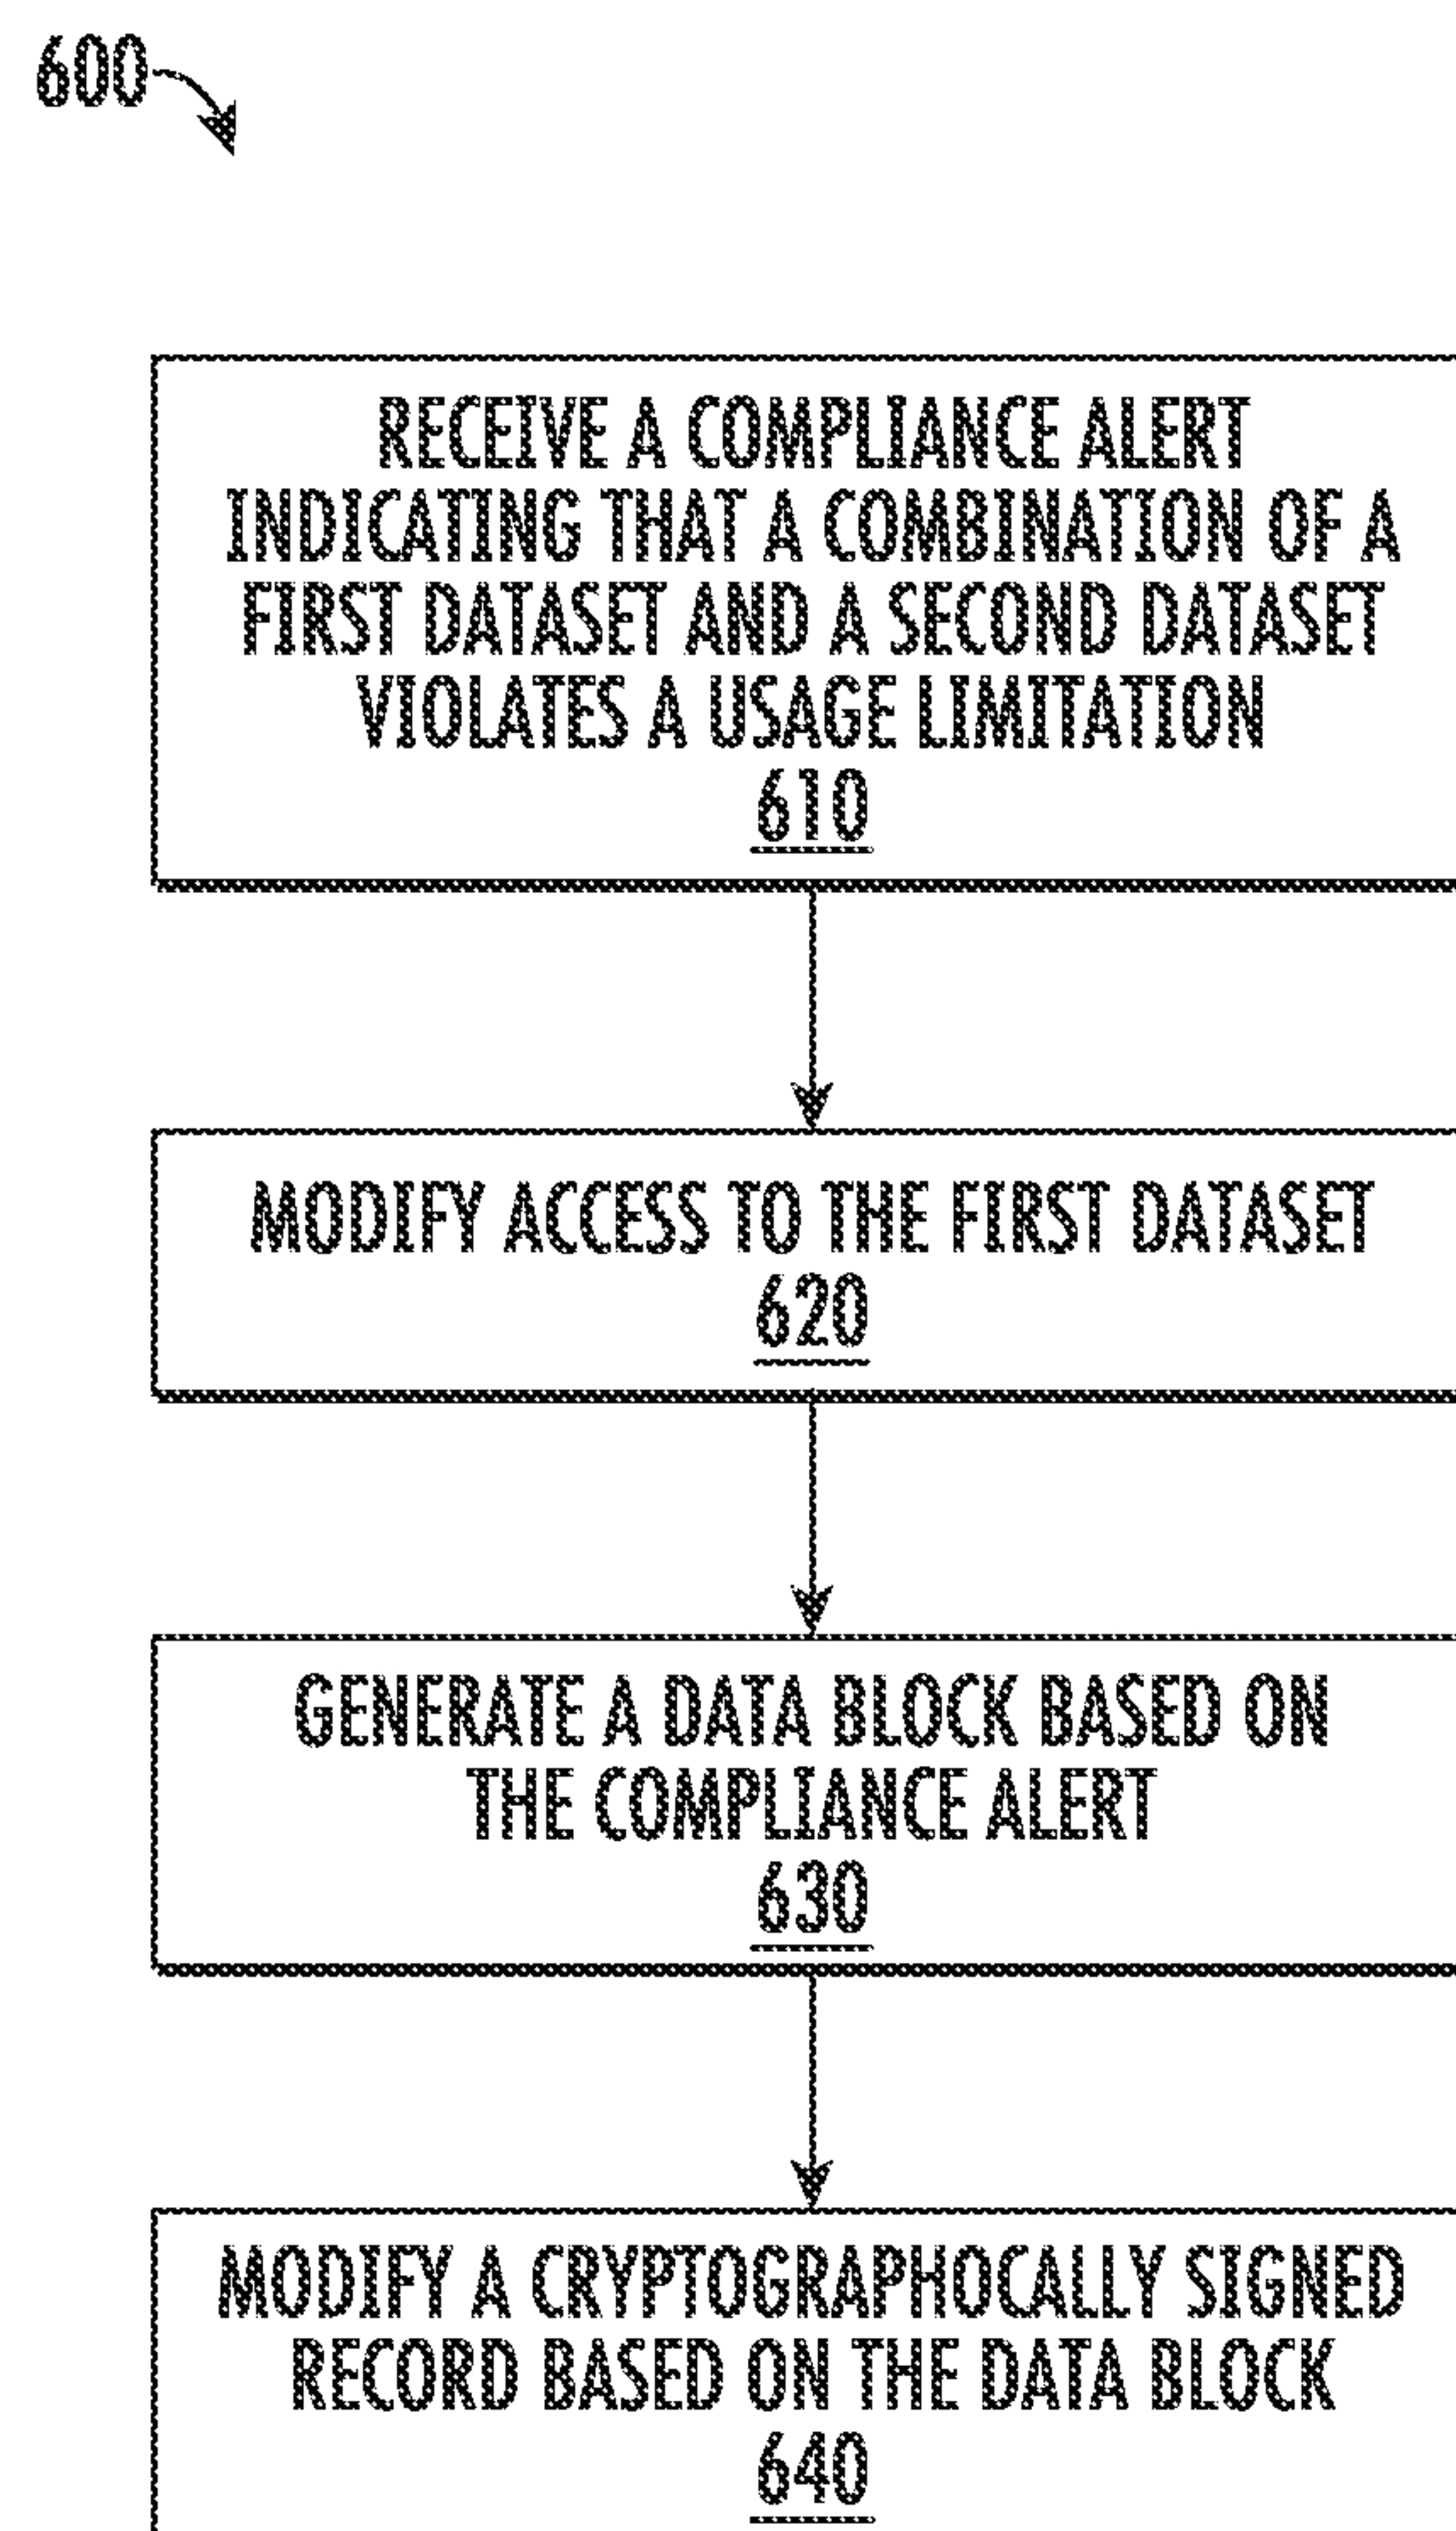 600
RECEIVE A COMPLIANCE ALERT
INDICATING THAT A COMBINATION OF A
FIRST DATASET AND A SECOND DATASET
VIOLATES A USAGE LIMITATION
610
MODIFY ACCESS TO THE FIRST DATASET
620
GENERATE A DATA BLOCK BASED ON
THE COMPLIANCE ALERT
630
MODIFY A CRYPTOGRAPHOCALLY SIGNED
RECORD BASED ON THE DATA BLOCK
640